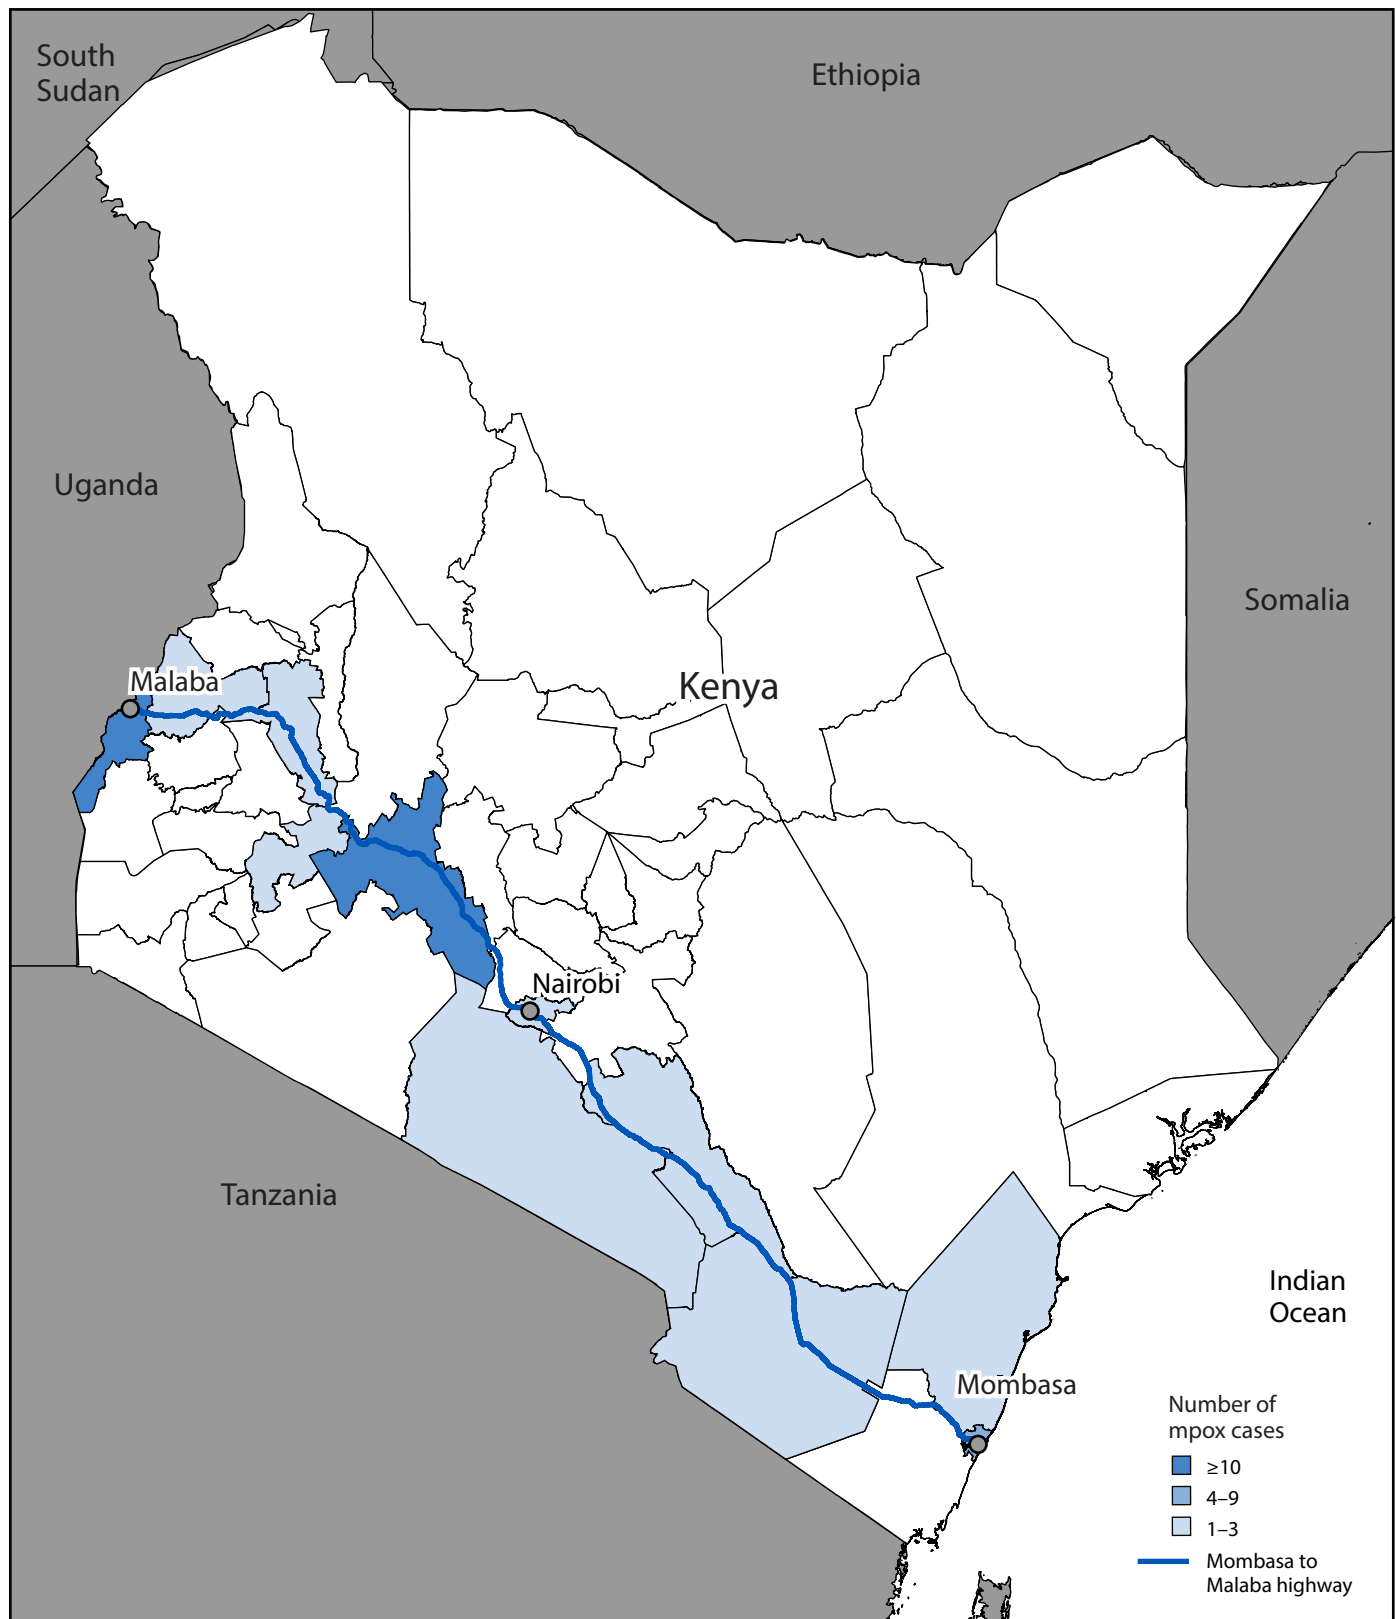 South
Sudan
Ethiopia
Uganda
Somalia
Malaba
Kenya
Nairobi
Tanzania
Indian
Ocean
Mombasa
Number of
mpox cases
≥10
4–9
1–3
Mombasa to
Malaba highway